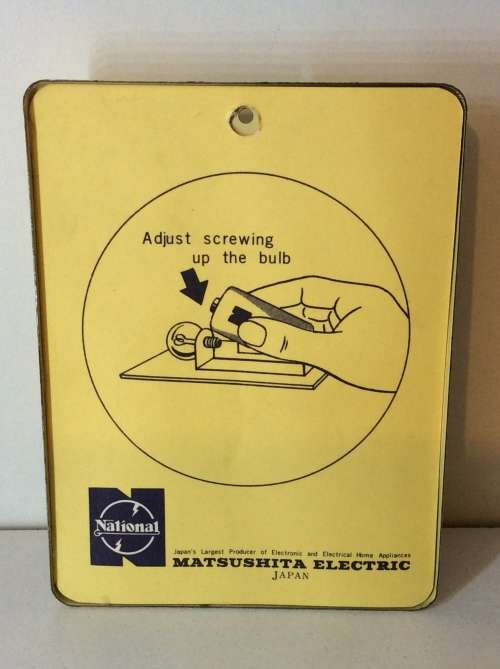 Adjust screwing
up the bulb
National
Japan's Largest Producer of Electronic and Electrical Home Appliances
MATSUSHITA ELECTRIC
JAPAN